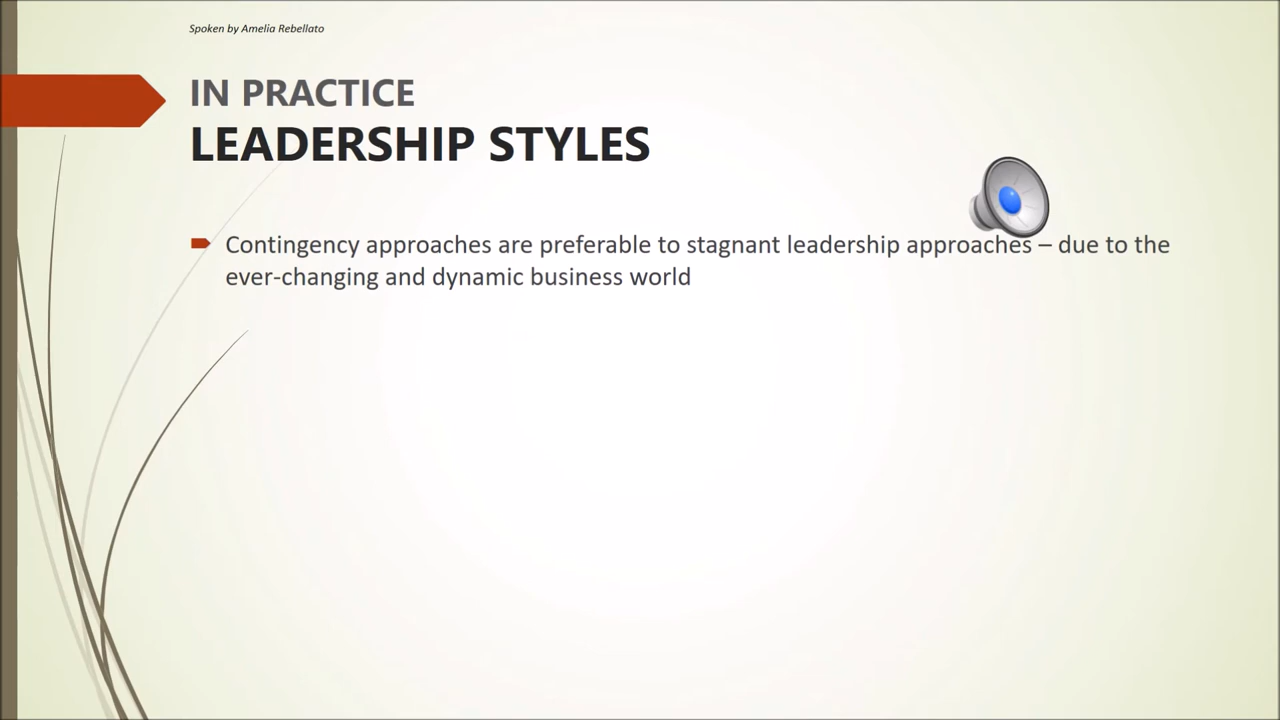 Spoken by Amelia Rebellato
IN PRACTICE
LEADERSHIP STYLES
Contingency approaches are preferable to stagnant leadership approaches – due to the
ever-changing and dynamic business world